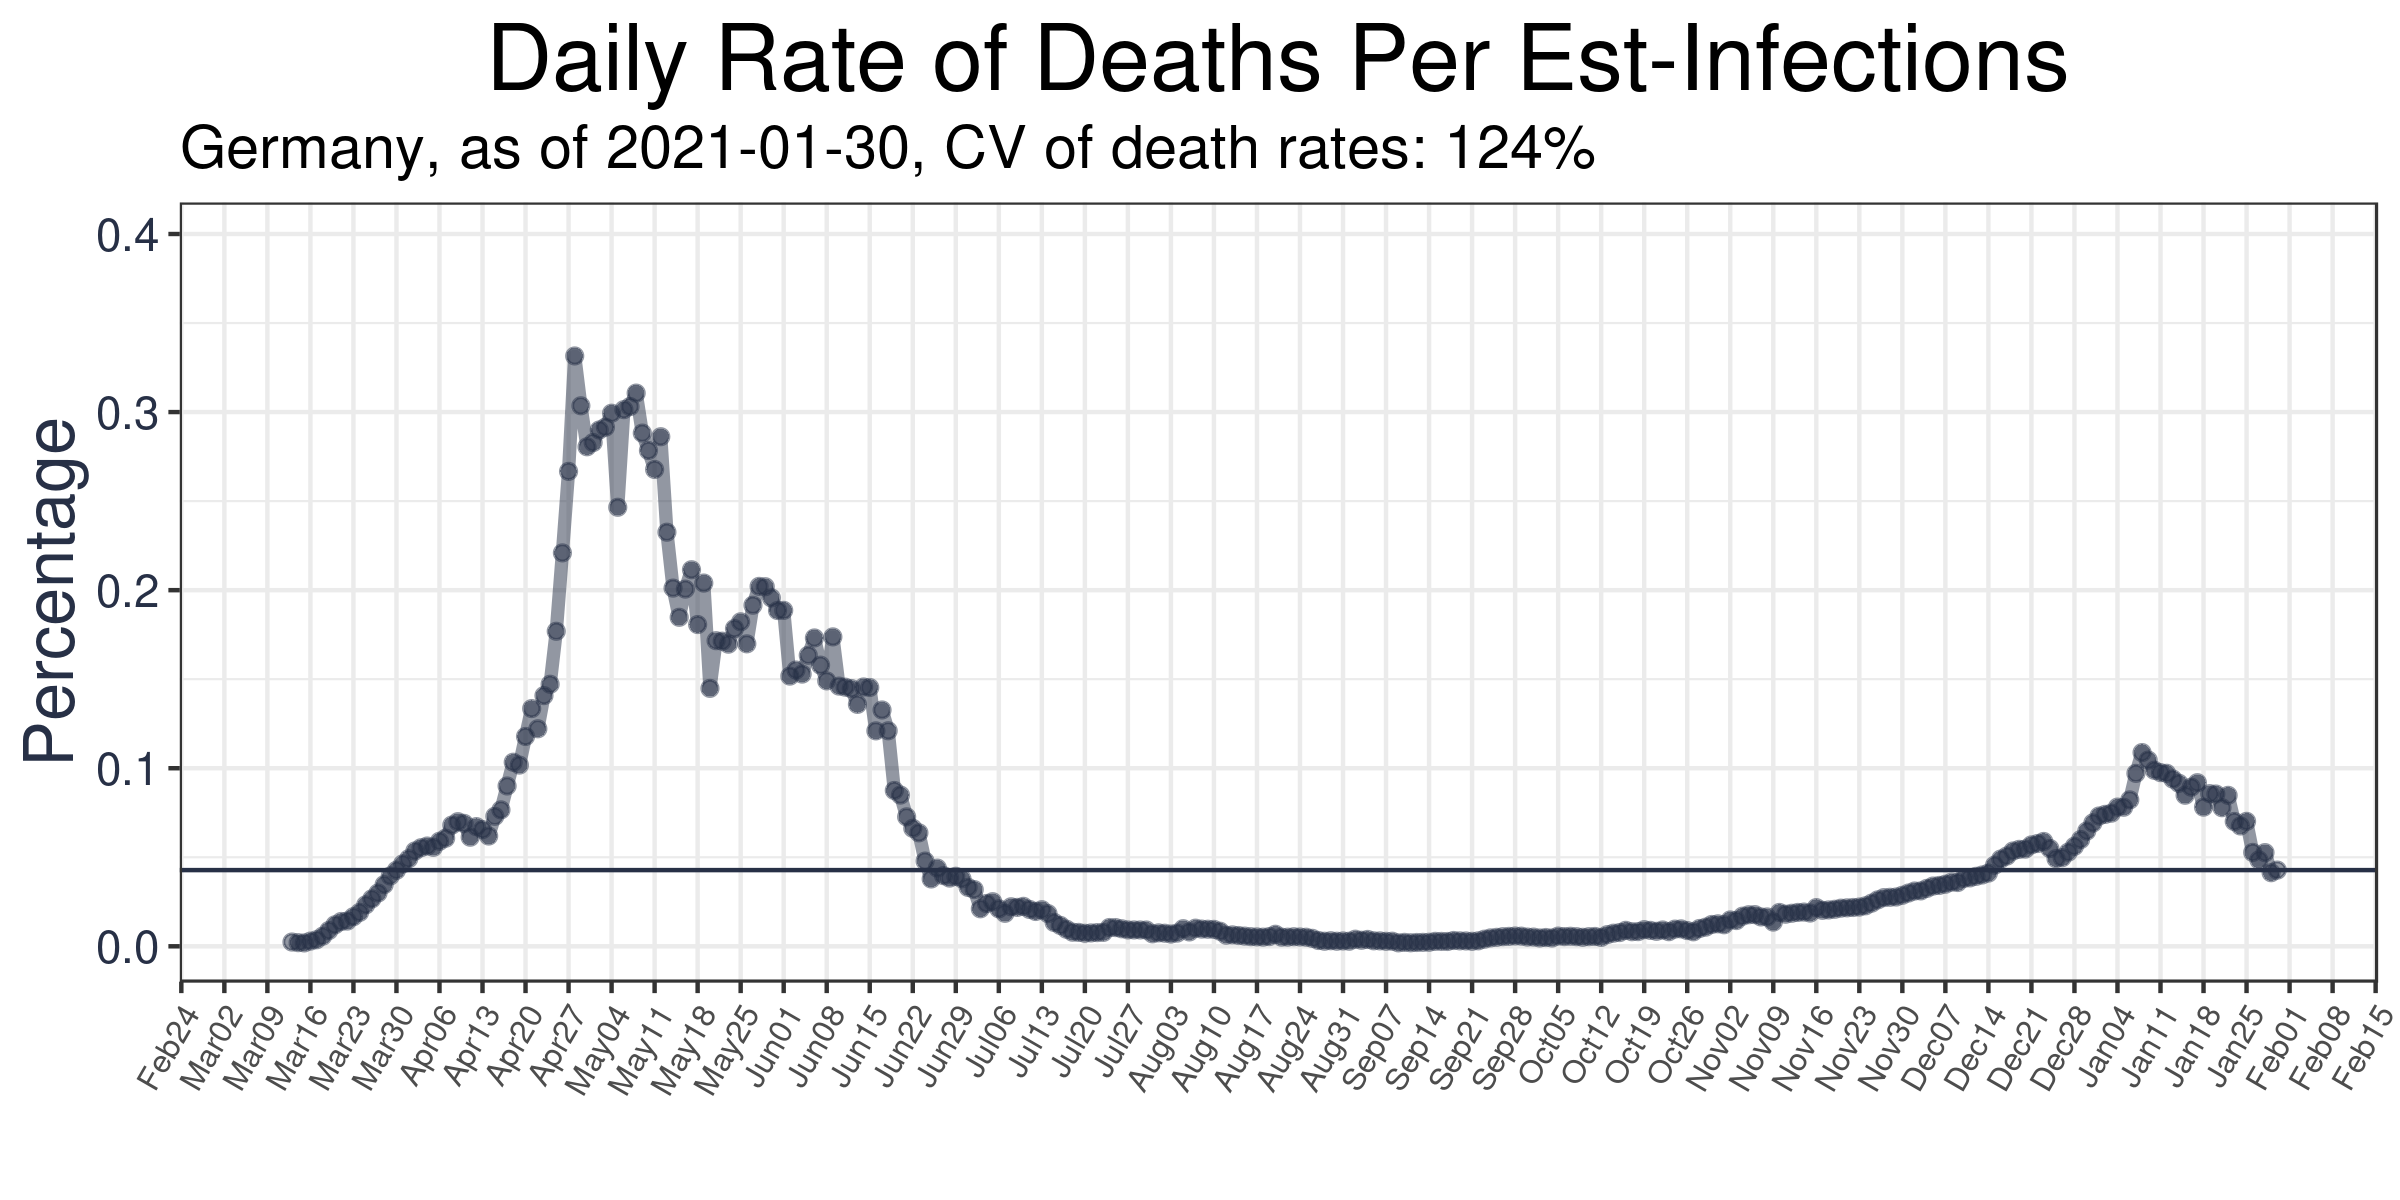 Daily Rate of Deaths Per Est-Infections
Germany, as of 2021-01-30, CV of death rates: 124%
Percentage
0.4
0.3
0.2
0.1
0.0
Feb24
Mar02
Mar09
Mar16
Mar23
Mar30
Apr06
Apr13
Apr20
Apr27
May04
May11
May18
May25
Jun01
Jun08
Jun15
Jun22
Jun29
Jul06
Jul13
Jul20
Jul27
Aug03
Aug10
Aug17
Aug24
Aug31
Sep07
Sep14
Sep21
Sep28
Oct05
Oct12
Oct19
Oct26
Nov02
Nov09
Nov16
Nov23
Nov30
Dec07
Dec14
Dec21
Dec28
Jan04
Jan11
Jan18
Jan25
Feb01
Feb08
Feb15